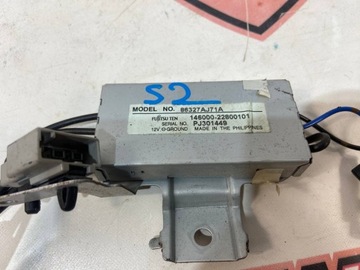 S2
MODEL NO. 86327AJ71A
FUJITSU TEN 146000-22800101
SERIAL NO. PJ301449
12V ⊖GROUND MADE IN THE PHILIPPINES